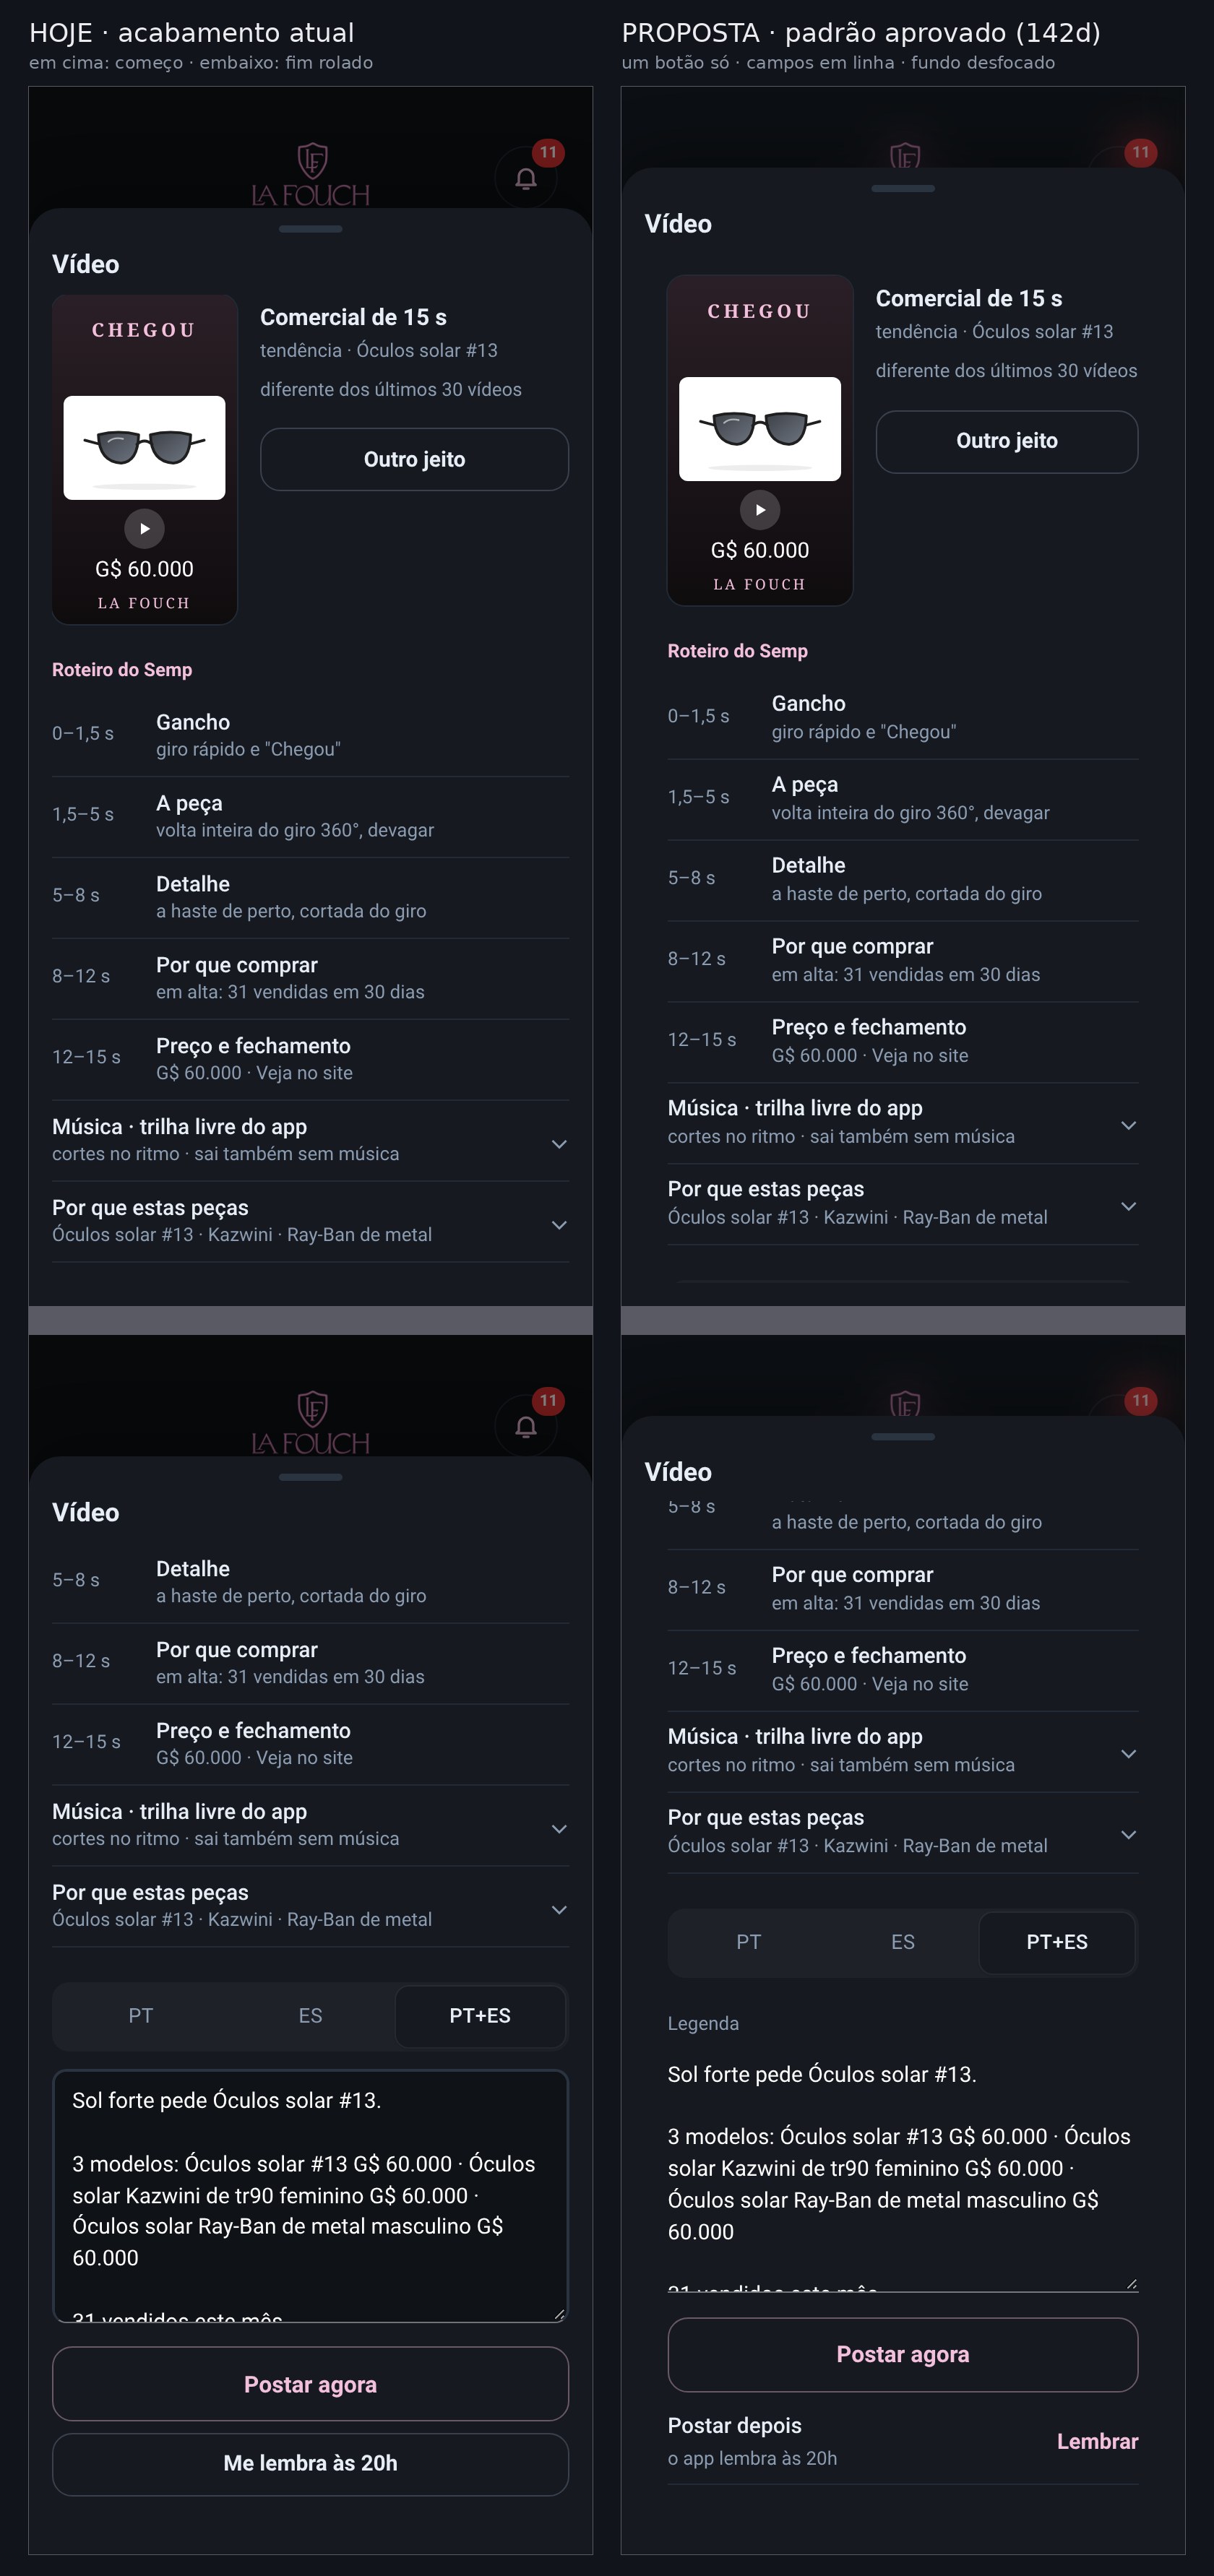 HOJE · acabamento atual
em cima: começo · embaixo: fim rolado
11
LA FOUCH
Vídeo
CHEGOU
G$ 60.000
LA FOUCH
Comercial de 15 s
tendência · Óculos solar #13
diferente dos últimos 30 vídeos
Outro jeito
Roteiro do Semp
0–1,5 s
Gancho
giro rápido e "Chegou"
1,5–5 s
A peça
volta inteira do giro 360°, devagar
5–8 s
Detalhe
a haste de perto, cortada do giro
8–12 s
Por que comprar
em alta: 31 vendidas em 30 dias
12–15 s
Preço e fechamento
G$ 60.000 · Veja no site
Música · trilha livre do app
cortes no ritmo · sai também sem música
Por que estas peças
Óculos solar #13 · Kazwini · Ray-Ban de metal
11
LA FOUCH
Vídeo
5–8 s
Detalhe
a haste de perto, cortada do giro
8–12 s
Por que comprar
em alta: 31 vendidas em 30 dias
12–15 s
Preço e fechamento
G$ 60.000 · Veja no site
Música · trilha livre do app
cortes no ritmo · sai também sem música
Por que estas peças
Óculos solar #13 · Kazwini · Ray-Ban de metal
PT ES PT+ES
Sol forte pede Óculos solar #13.
3 modelos: Óculos solar #13 G$ 60.000 · Óculos
solar Kazwini de tr90 feminino G$ 60.000 ·
Óculos solar Ray-Ban de metal masculino G$
60.000
31 vendidos este mês
Postar agora
Me lembra às 20h
PROPOSTA · padrão aprovado (142d)
um botão só · campos em linha · fundo desfocado
11
Vídeo
CHEGOU
G$ 60.000
LA FOUCH
Comercial de 15 s
tendência · Óculos solar #13
diferente dos últimos 30 vídeos
Outro jeito
Roteiro do Semp
0–1,5 s
Gancho
giro rápido e "Chegou"
1,5–5 s
A peça
volta inteira do giro 360°, devagar
5–8 s
Detalhe
a haste de perto, cortada do giro
8–12 s
Por que comprar
em alta: 31 vendidas em 30 dias
12–15 s
Preço e fechamento
G$ 60.000 · Veja no site
Música · trilha livre do app
cortes no ritmo · sai também sem música
Por que estas peças
Óculos solar #13 · Kazwini · Ray-Ban de metal
11
Vídeo
5–8 s
a haste de perto, cortada do giro
8–12 s
Por que comprar
em alta: 31 vendidas em 30 dias
12–15 s
Preço e fechamento
G$ 60.000 · Veja no site
Música · trilha livre do app
cortes no ritmo · sai também sem música
Por que estas peças
Óculos solar #13 · Kazwini · Ray-Ban de metal
PT ES PT+ES
Legenda
Sol forte pede Óculos solar #13.
3 modelos: Óculos solar #13 G$ 60.000 · Óculos
solar Kazwini de tr90 feminino G$ 60.000 ·
Óculos solar Ray-Ban de metal masculino G$
60.000
31 vendidos este mês
Postar agora
Postar depois
o app lembra às 20h
Lembrar